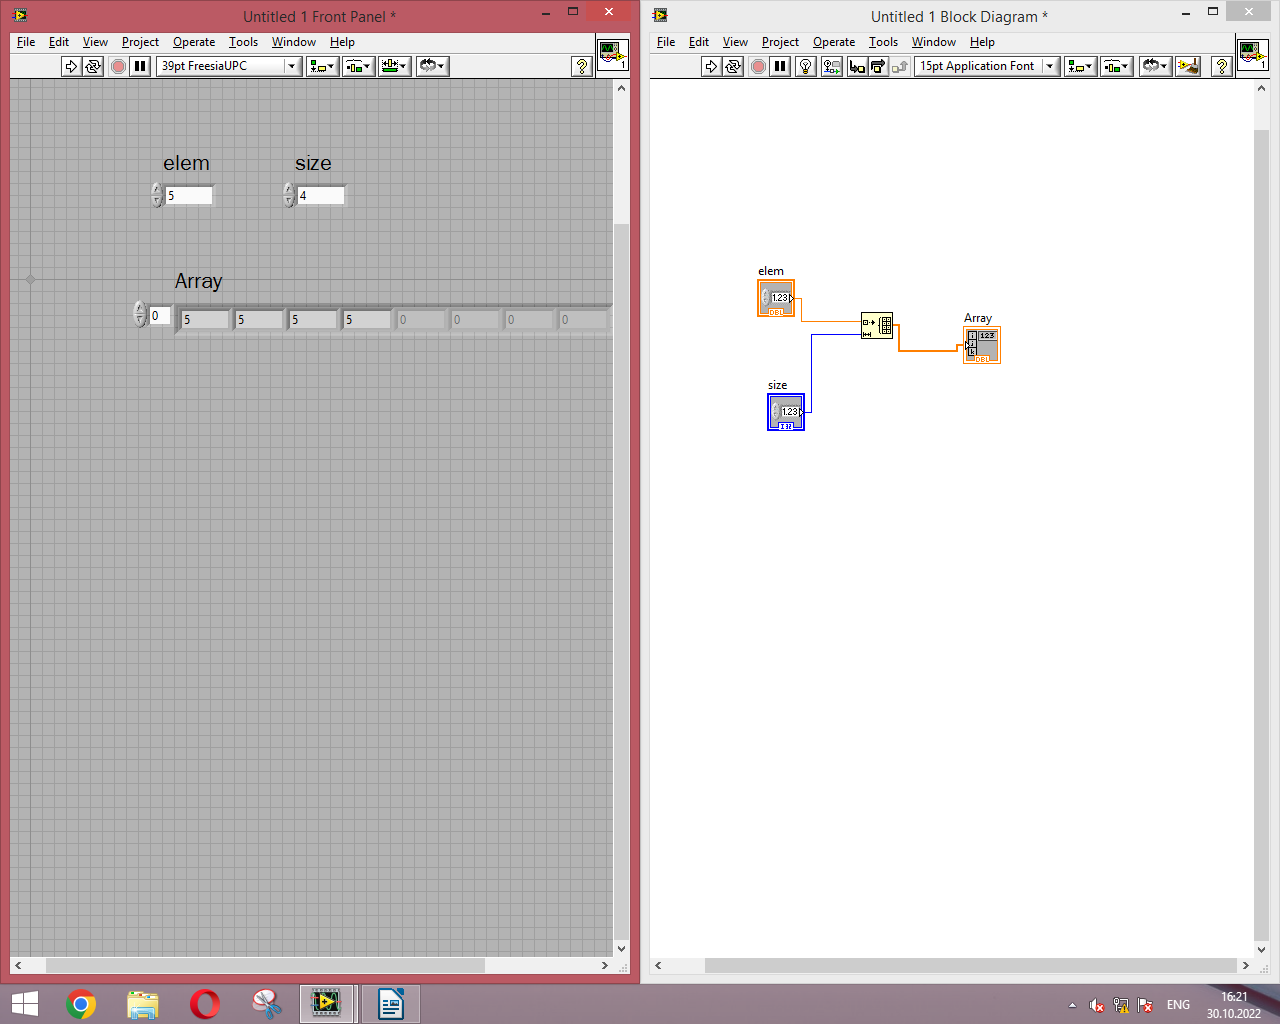 Untitled 1 Front Panel *
File Edit View Project Operate Tools Window Help
39pt FreesiaUPC
1
elem size
5 4
Array
0 5 5 5 5 0 0 0 0
Untitled 1 Block Diagram *
File Edit View Project Operate Tools Window Help
15pt Application Font
1
elem
1.23
DBL
Array
123
DBL
size
1.23
I32
ENG
16:21
30.10.2022